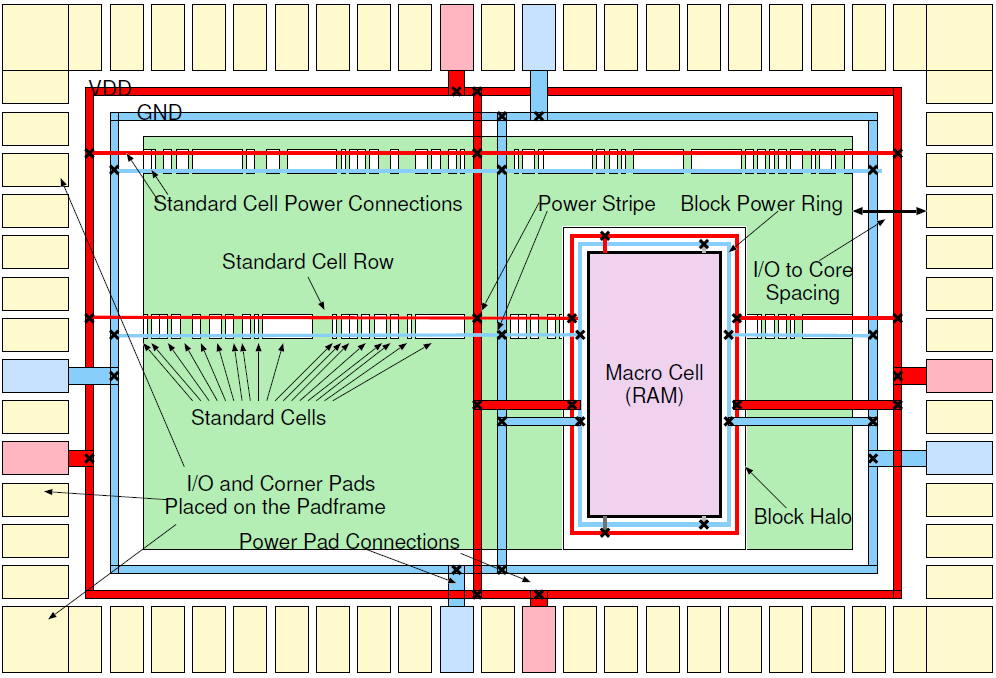 VDD
GND
Standard Cell Power Connections
Power Stripe
Block Power Ring
Standard Cell Row
I/O to Core
Spacing
Macro Cell
(RAM)
Standard Cells
I/O and Corner Pads
Placed on the Padframe
Block Halo
Power Pad Connections